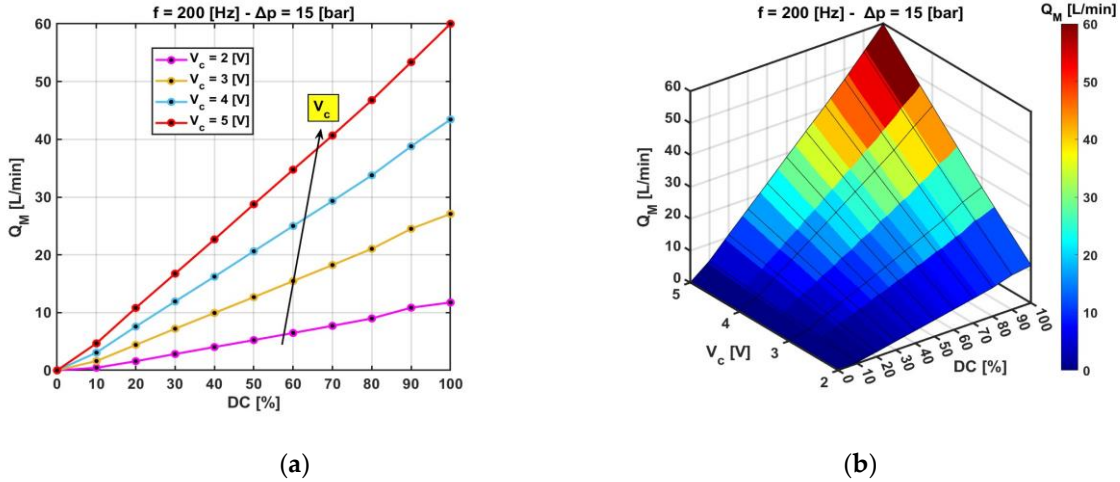 f = 200 [Hz] - Δp = 15 [bar]
60
50
40
30
20
10
0
Q_M [L/min]
V_c = 2 [V]
V_c = 3 [V]
V_c = 4 [V]
V_c = 5 [V]
V_c
0 10 20 30 40 50 60 70 80 90 100
DC [%]
(a)
f = 200 [Hz] - Δp = 15 [bar]
60
50
40
30
20
10
0
Q_M [L/min]
5
4
3
2
V_c [V]
0 10 20 30 40 50 60 70 80 90 100
DC [%]
Q_M [L/min]
60
50
40
30
20
10
0
(b)